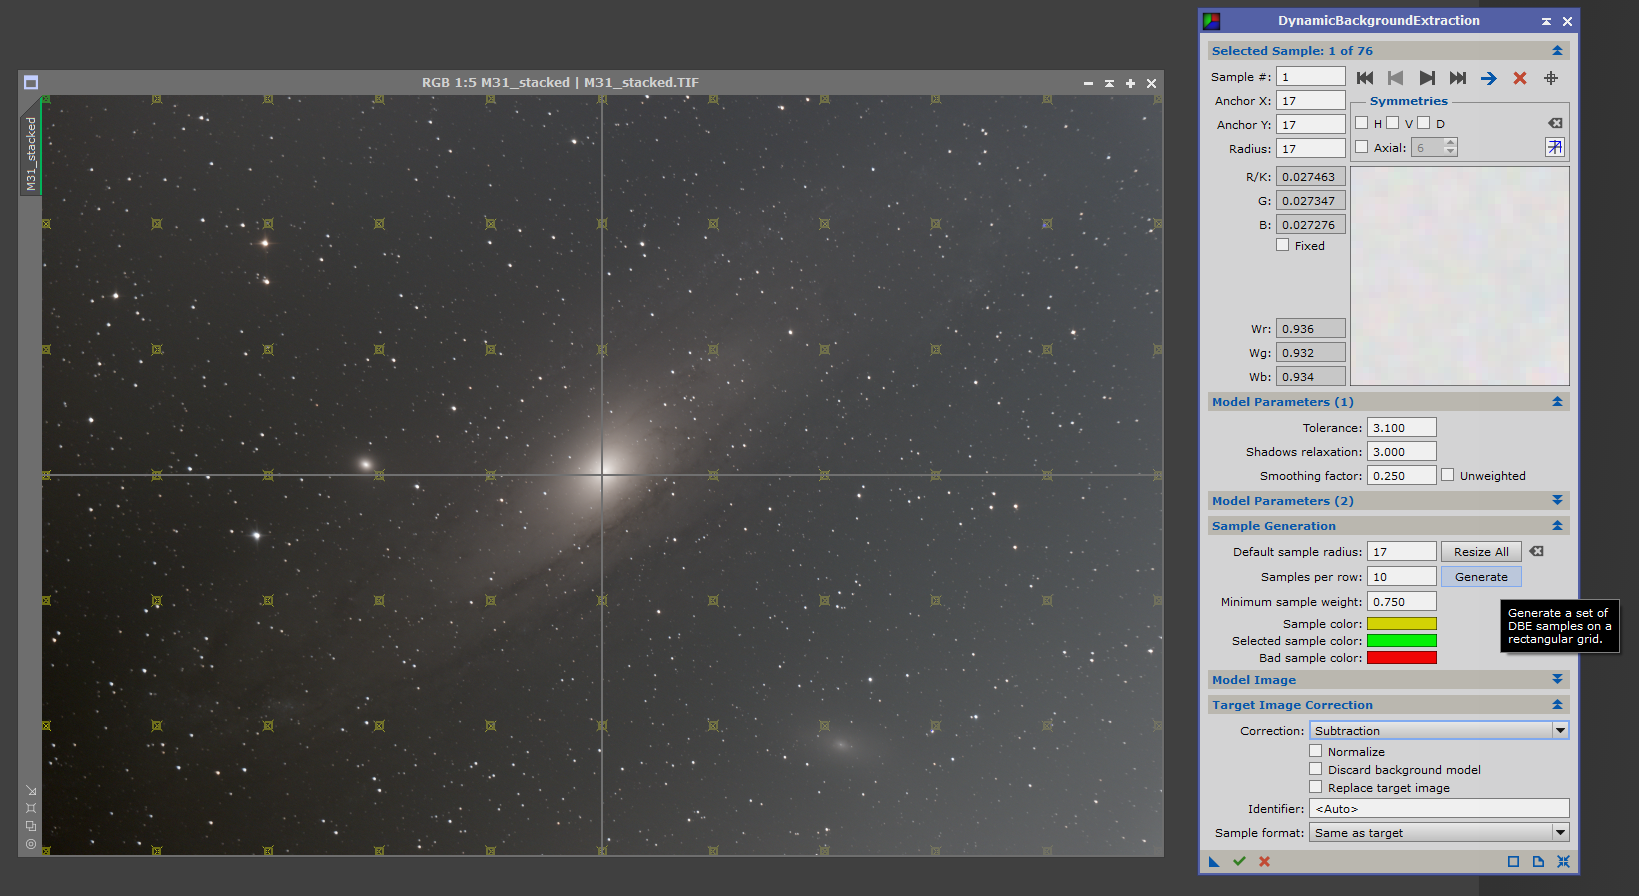 DynamicBackgroundExtraction
RGB 1:5 M31_stacked | M31_stacked.TIF
M31_stacked
Selected Sample: 1 of 76
Sample #: 1
Anchor X: 17
Symmetries
Anchor Y: 17
H V D
Radius: 17
Axial: 6
R/K: 0.027463
G: 0.027347
B: 0.027276
Fixed
Wr: 0.936
Wg: 0.932
Wb: 0.934
Model Parameters (1)
Tolerance: 3.100
Shadows relaxation: 3.000
Smoothing factor: 0.250 Unweighted
Model Parameters (2)
Sample Generation
Default sample radius: 17 Resize All
Samples per row: 10 Generate
Minimum sample weight: 0.750
Sample color:
Selected sample color:
Bad sample color:
Generate a set of
DBE samples on a
rectangular grid.
Model Image
Target Image Correction
Correction: Subtraction
Normalize
Discard background model
Replace target image
Identifier: <Auto>
Sample format: Same as target